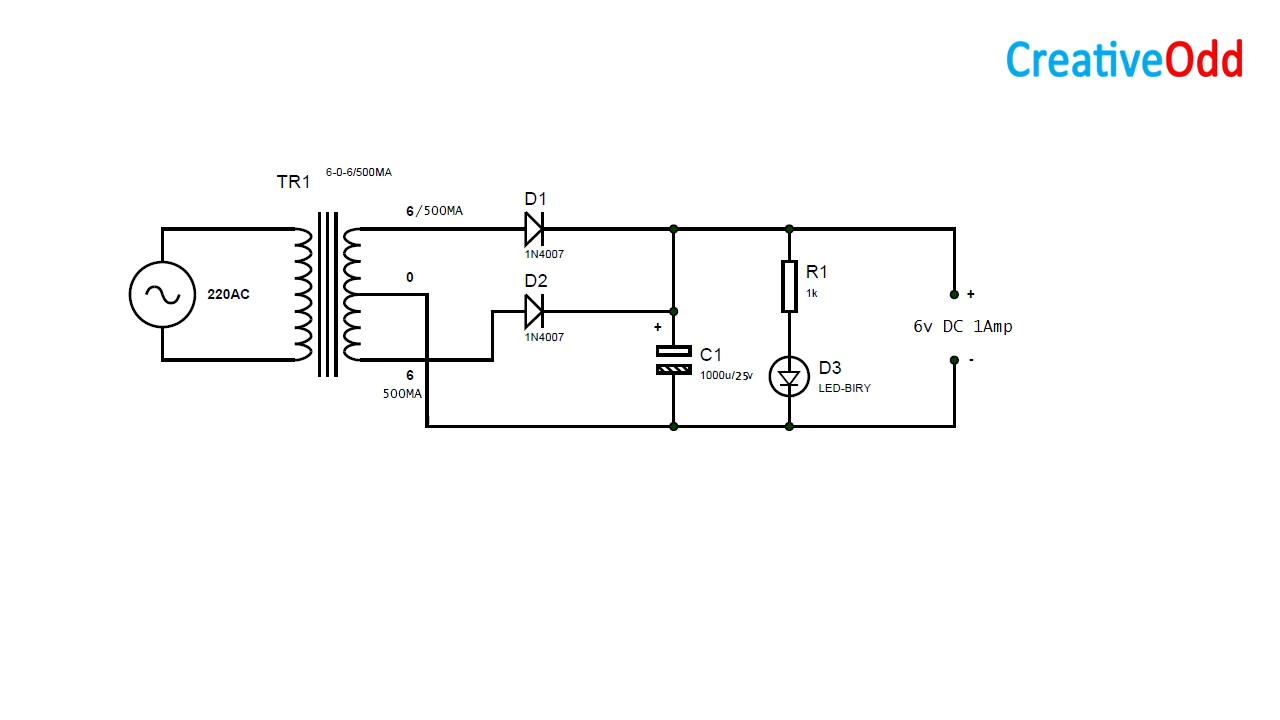 CreativeOdd
TR1
6-0-6/500MA
6/500MA
D1
1N4007
220AC
0
D2
1N4007
6
500MA
+
C1
1000u/25v
R1
1k
D3
LED-BIRY
+
6v DC 1Amp
-